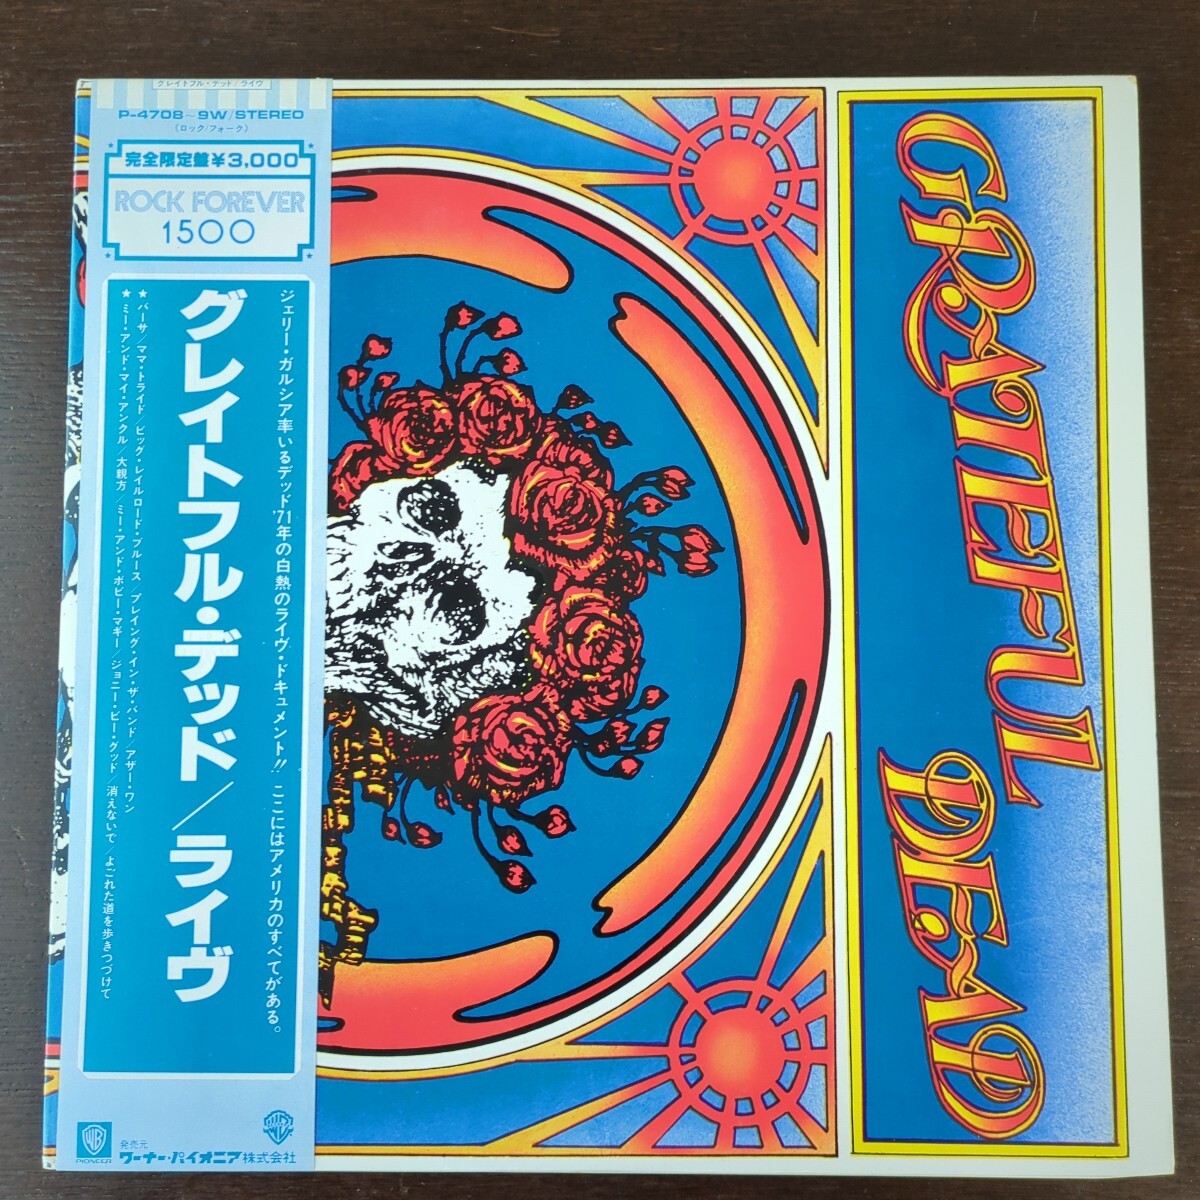 グレイトフル・デッド/ライヴ
P-4708~9W/STEREO
(ロック/フォーク)
完全限定盤¥3,000
ROCK FOREVER
1500
ジェリー・ガルシア率いるデッド'71年の白熱のライヴ・ドキュメント!! ここにはアメリカのすべてがある。
グレイトフル・デッド/ライヴ
★バーサ/ママ・トライド/ビッグ・レイルロード・ブルース/プレイング・イン・ザ・バンド/アザー・ワン
★ミー・アンド・マイ・アンクル/大親方/ミー・アンド・ボビー・マギー/ジョニー・ビー・グッド/消えないで/よごれた道を歩きつづけて
WB
PIONEER
発売元
ワーナー・パイオニア株式会社
GRATEFUL DEAD